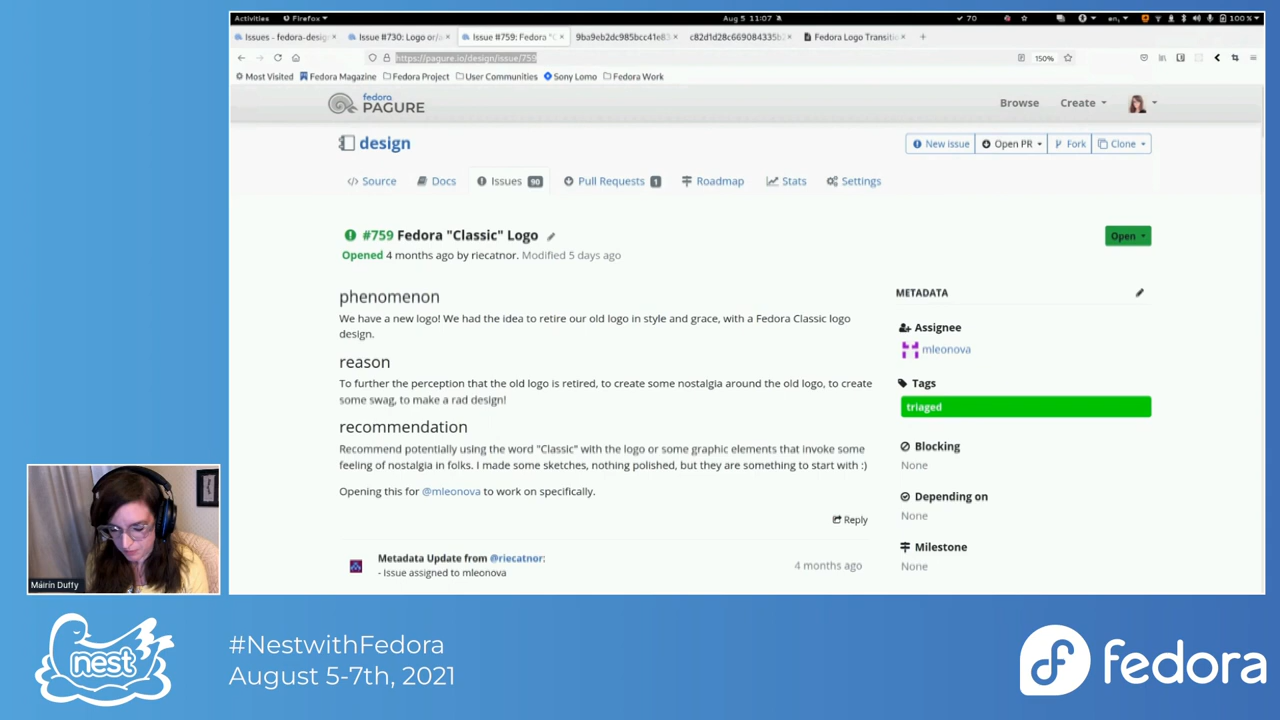 Activities
Firefox
Aug 5 11:07
70
en,
100 %
Issues - fedora-desig
Issue #730: Logo or/a
Issue #759: Fedora "C
9ba9eb2dc985bcc41e83
c82d1d28c669084335b
Fedora Logo Transitic
https://pagure.io/design/issue/759
150%
Most Visited
Fedora Magazine
Fedora Project
User Communities
Sony Lomo
Fedora Work
fedora
PAGURE
Browse
Create
design
New issue
Open PR
Fork
Clone
Source
Docs
Issues 90
Pull Requests 1
Roadmap
Stats
Settings
#759 Fedora "Classic" Logo
Open
Opened 4 months ago by riecatnor. Modified 5 days ago
phenomenon
We have a new logo! We had the idea to retire our old logo in style and grace, with a Fedora Classic logo
design.
reason
To further the perception that the old logo is retired, to create some nostalgia around the old logo, to create
some swag, to make a rad design!
recommendation
Recommend potentially using the word "Classic" with the logo or some graphic elements that invoke some
feeling of nostalgia in folks. I made some sketches, nothing polished, but they are something to start with :)
Opening this for @mleonova to work on specifically.
Reply
Metadata Update from @riecatnor:
- Issue assigned to mleonova
4 months ago
METADATA
Assignee
mleonova
Tags
triaged
Blocking
None
Depending on
None
Milestone
None
Máirín Duffy
nest
#NestwithFedora
August 5-7th, 2021
fedora